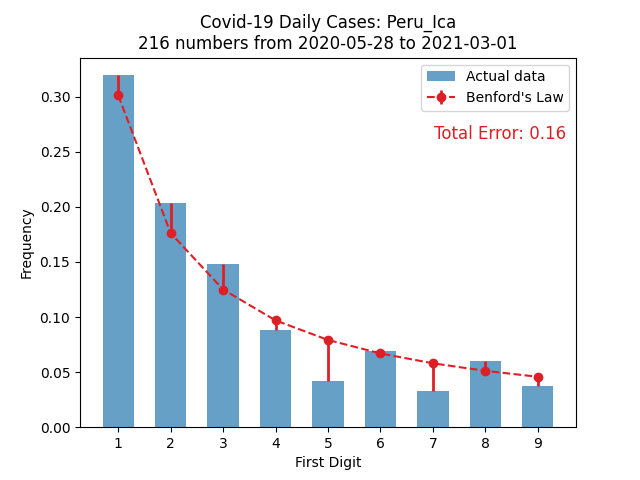 Covid-19 Daily Cases: Peru_Ica
216 numbers from 2020-05-28 to 2021-03-01
Actual data
Benford's Law
Total Error: 0.16
Frequency
0.30
0.25
0.20
0.15
0.10
0.05
0.00
1 2 3 4 5 6 7 8 9
First Digit